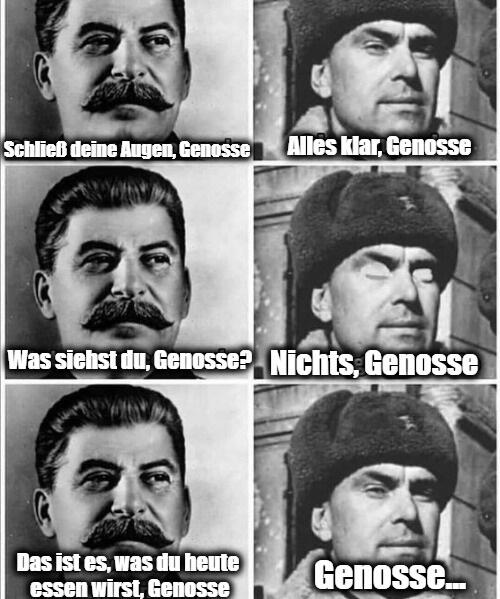 Schließ deine Augen, Genosse
Alles klar, Genosse
Was siehst du, Genosse?
Nichts, Genosse
Das ist es, was du heute
essen wirst, Genosse
Genosse...